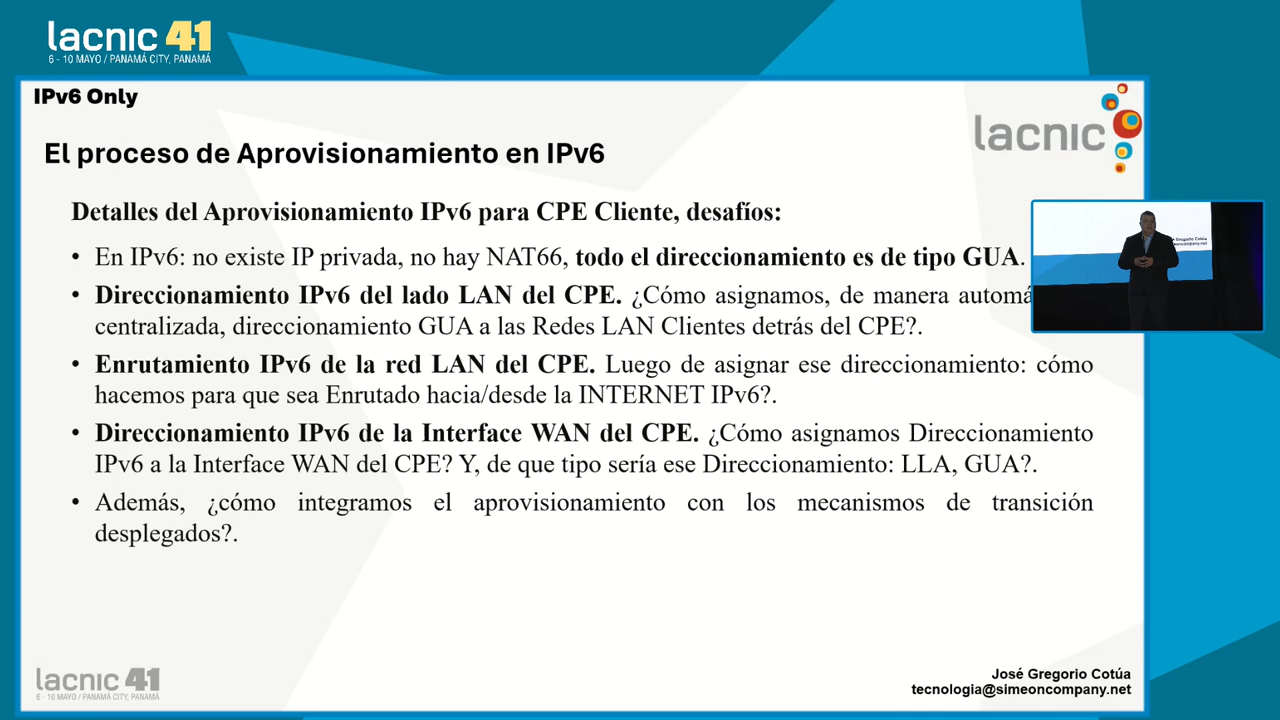 lacnic 41
6 - 10 MAYO / PANAMÁ CITY, PANAMÁ
IPv6 Only
lacnic
El proceso de Aprovisionamiento en IPv6
Detalles del Aprovisionamiento IPv6 para CPE Cliente, desafíos:
• En IPv6: no existe IP privada, no hay NAT66, todo el direccionamiento es de tipo GUA.
• Direccionamiento IPv6 del lado LAN del CPE. ¿Cómo asignamos, de manera
centralizada, direccionamiento GUA a las Redes LAN Clientes detrás del CPE?.
• Enrutamiento IPv6 de la red LAN del CPE. Luego de asignar ese direccionamiento: cómo
hacemos para que sea Enrutado hacia/desde la INTERNET IPv6?.
• Direccionamiento IPv6 de la Interface WAN del CPE. ¿Cómo asignamos Direccionamiento
IPv6 a la Interface WAN del CPE? Y, de que tipo sería ese Direccionamiento: LLA, GUA?.
• Además, ¿cómo integramos el aprovisionamiento con los mecanismos de transición
desplegados?.
lacnic 41
6 - 10 MAYO / PANAMÁ CITY, PANAMÁ
José Gregorio Cotúa
tecnologia@simeoncompany.net